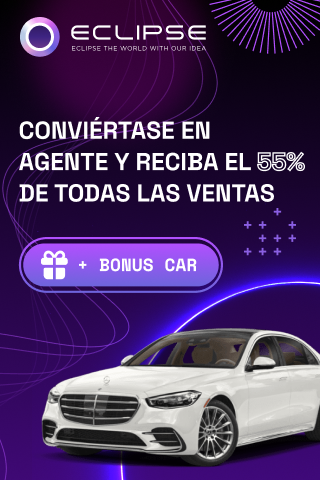 ECLIPSE
ECLIPSE THE WORLD WITH OUR IDEA
CONVIÉRTASE EN
AGENTE Y RECIBA EL 55%
DE TODAS LAS VENTAS
+ BONUS CAR